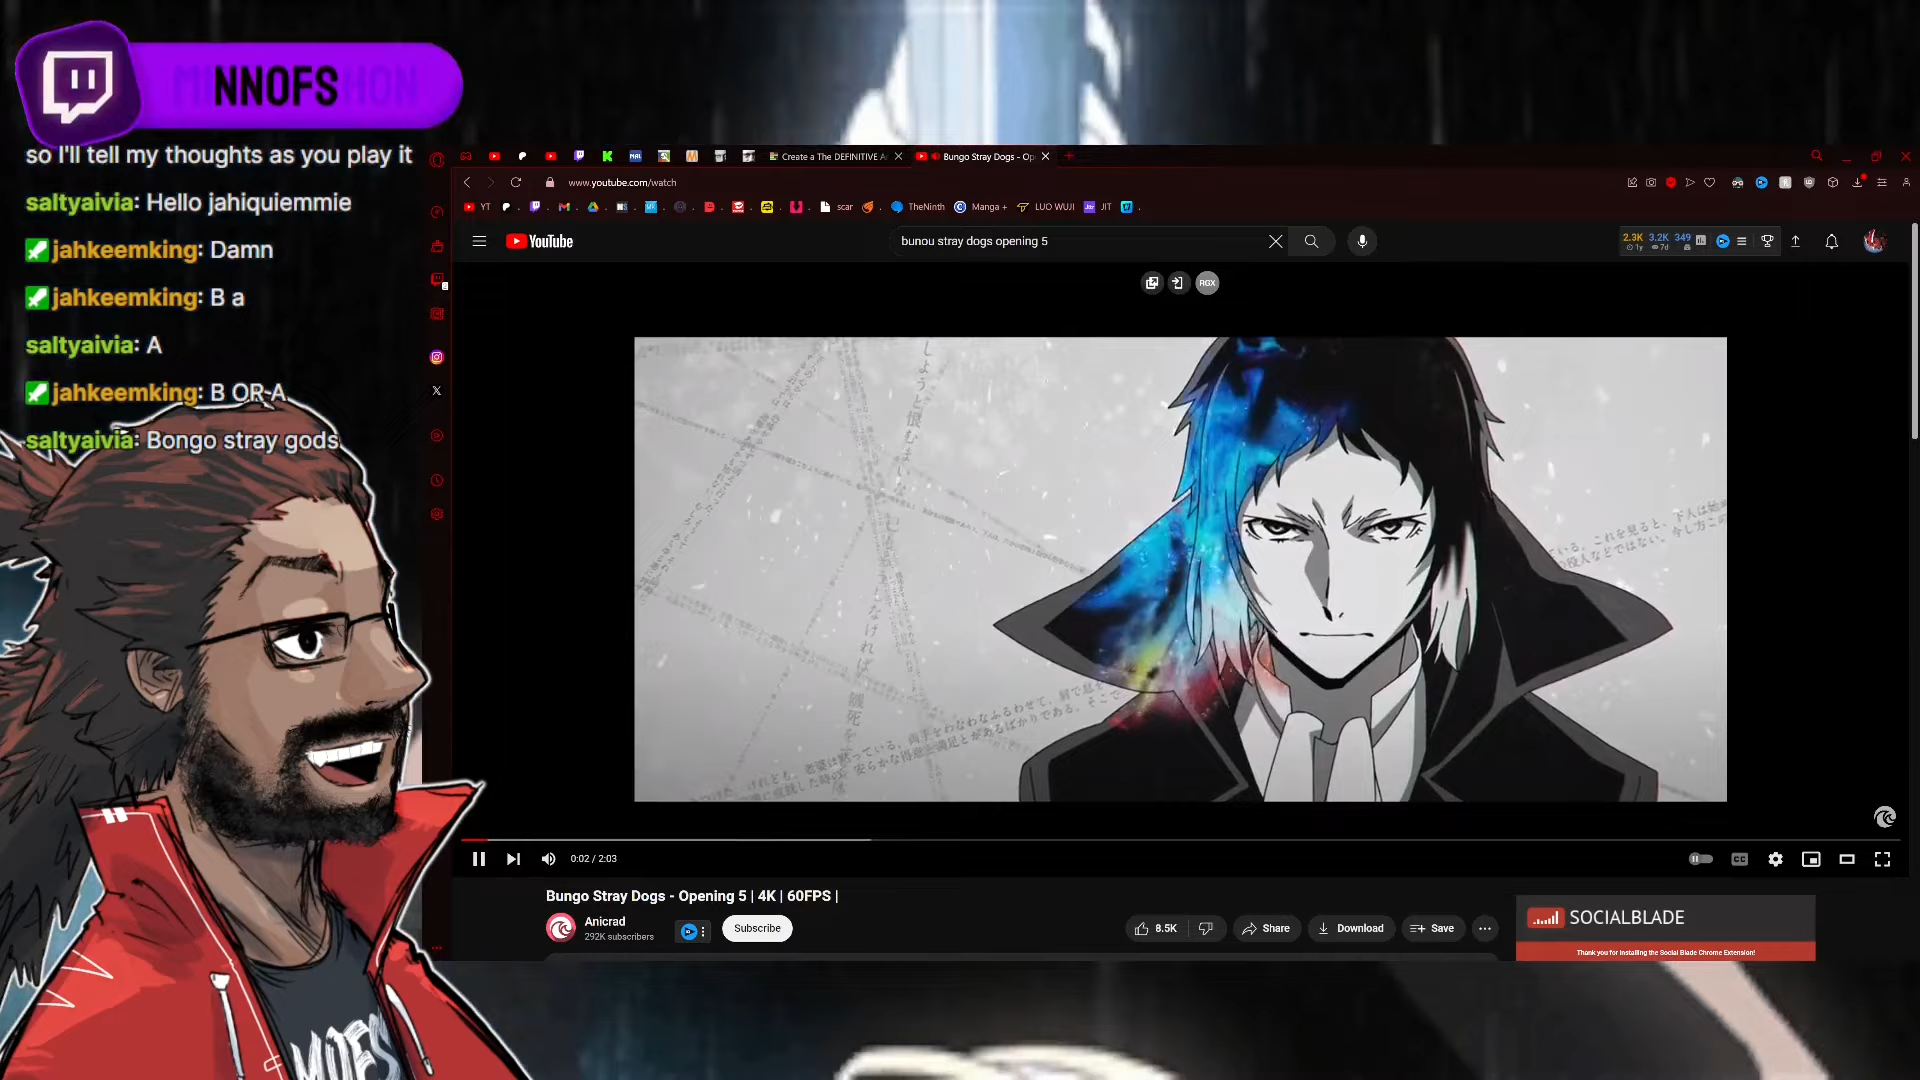 NNOFS
so I'll tell my thoughts as you play it
saltyaivia: Hello jahiquiemmie
jahkeemking: Damn
jahkeemking: B a
saltyaivia: A
jahkeemking: B OR A
saltyaivia: Bongo stray gods
Create a The DEFINITIVE A
Bungo Stray Dogs - Op
www.youtube.com/watch
YT
scar
TheNinth
Manga +
LUO WUJI
JIT
YouTube
bunou stray dogs opening 5
2.3K 3.2K 349
1y 7d
RGX
0:02 / 2:03
CC
Bungo Stray Dogs - Opening 5 | 4K | 60FPS |
Anicrad
292K subscribers
Subscribe
8.5K
Share
Download
Save
SOCIALBLADE
Thank you for installing the Social Blade Chrome Extension!